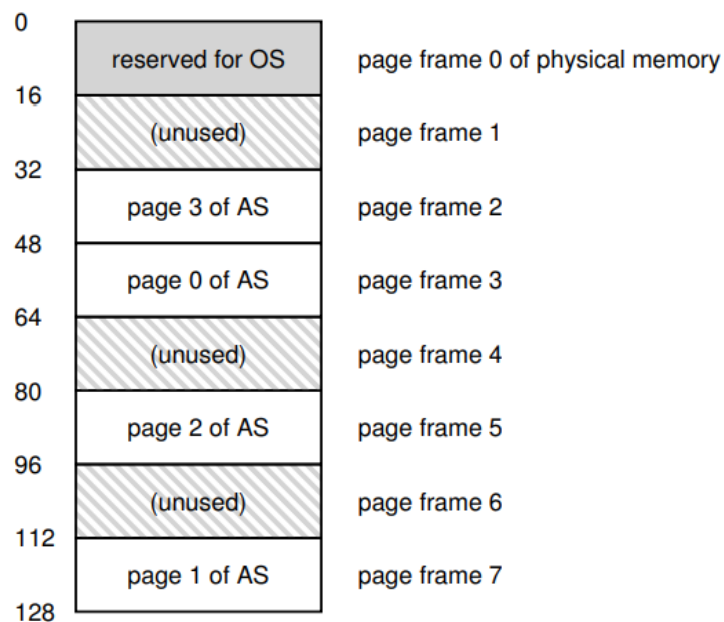 0
reserved for OS page frame 0 of physical memory
16
(unused) page frame 1
32
page 3 of AS page frame 2
48
page 0 of AS page frame 3
64
(unused) page frame 4
80
page 2 of AS page frame 5
96
(unused) page frame 6
112
page 1 of AS page frame 7
128